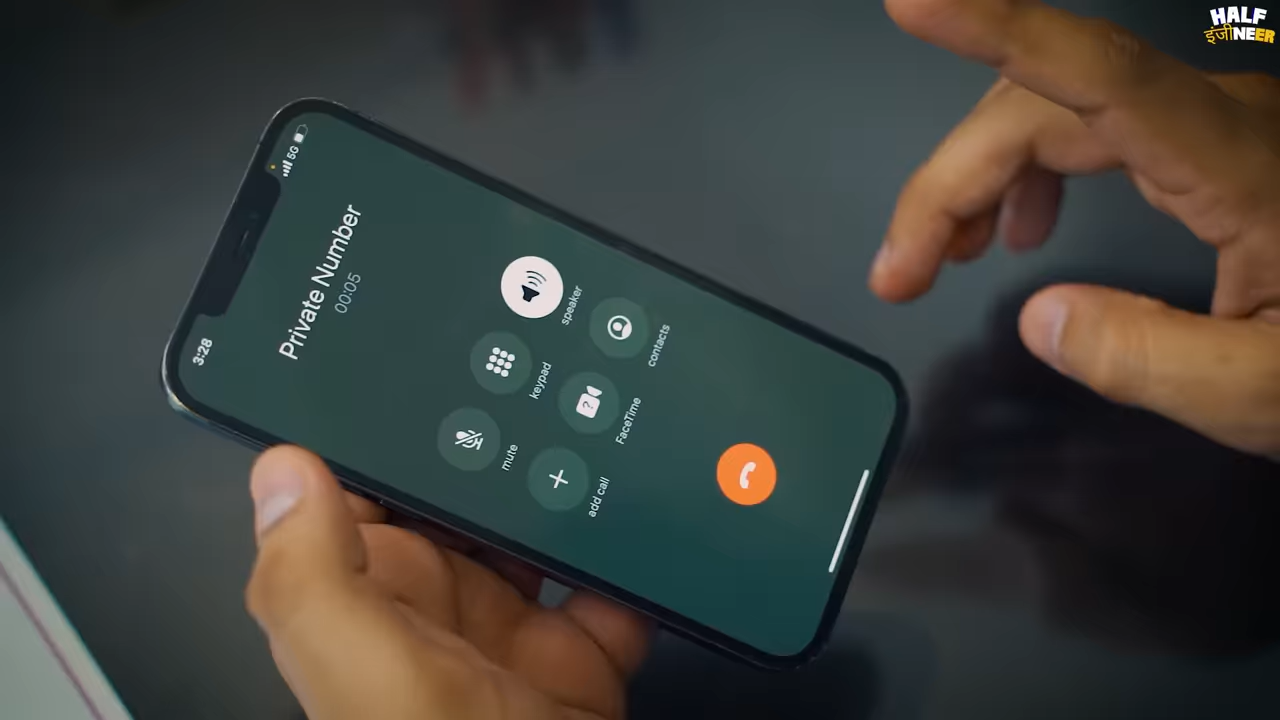 HALF
इंजीNEER
3:28
5G
Private Number
00:05
mute
keypad
speaker
add call
FaceTime
contacts